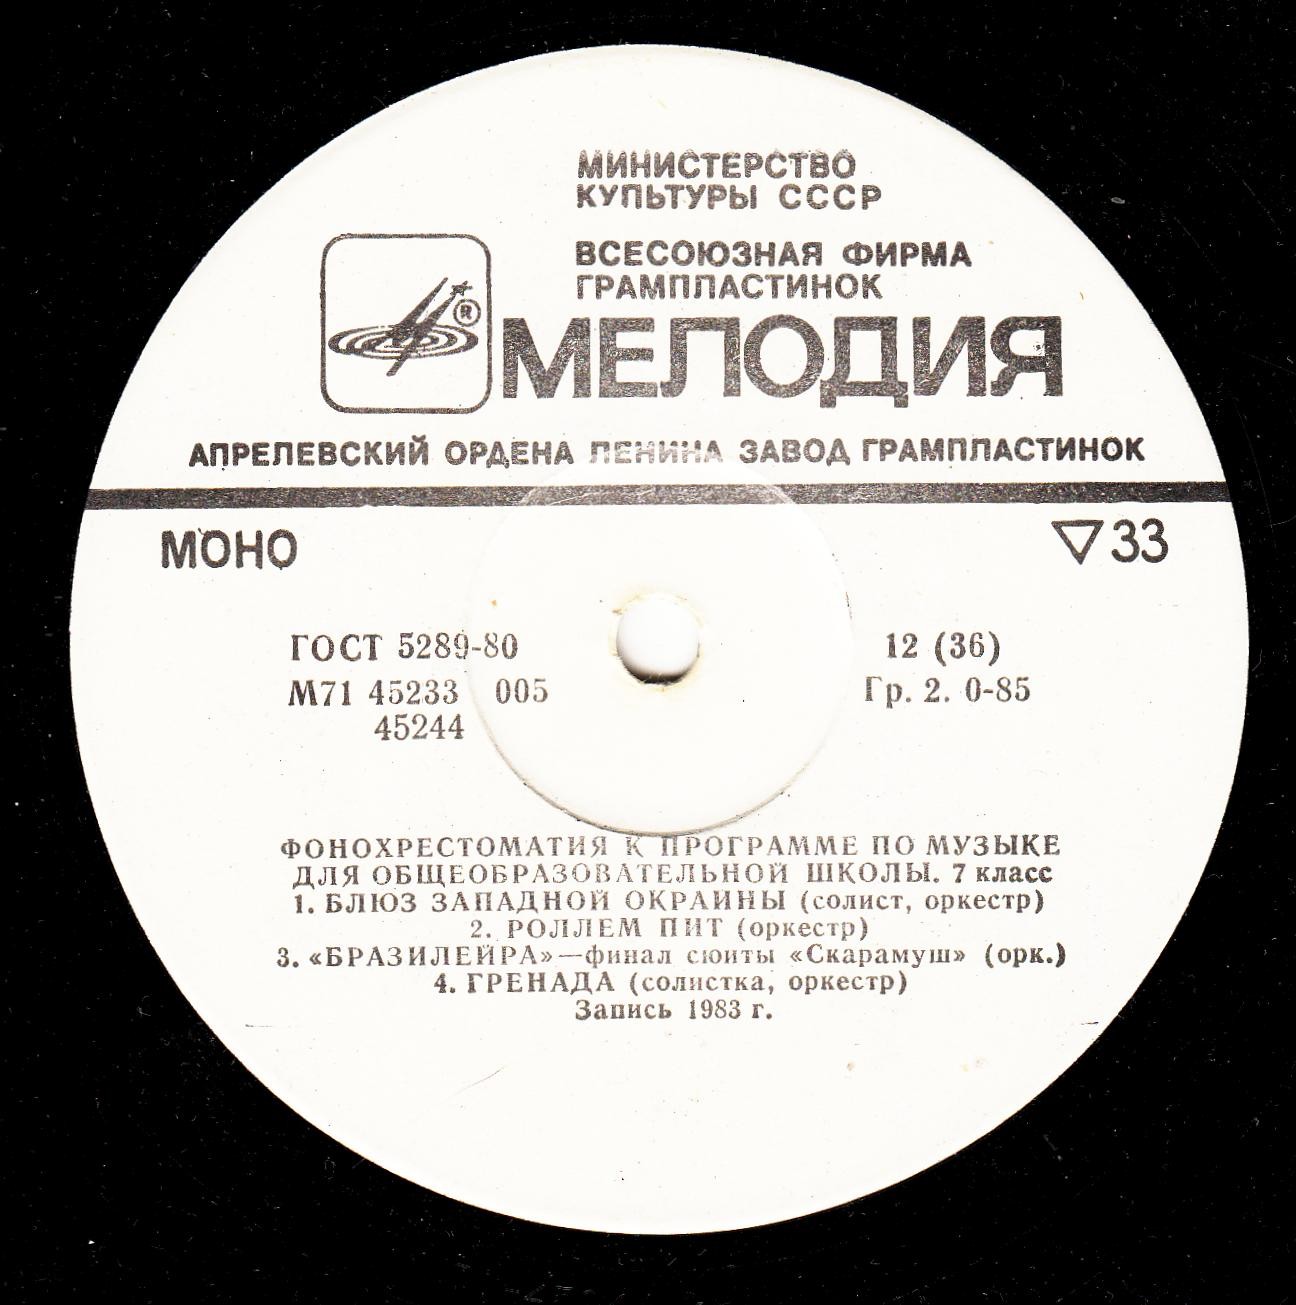 МИНИСТЕРСТВО
КУЛЬТУРЫ СССР
ВСЕСОЮЗНАЯ ФИРМА
ГРАМПЛАСТИНОК
®
МЕЛОДИЯ
АПРЕЛЕВСКИЙ ОРДЕНА ЛЕНИНА ЗАВОД ГРАМПЛАСТИНОК
МОНО ▽33
ГОСТ 5289-80 12 (36)
М71 45233 005 Гр. 2. 0-85
45244
ФОНОХРЕСТОМАТИЯ К ПРОГРАММЕ ПО МУЗЫКЕ
ДЛЯ ОБЩЕОБРАЗОВАТЕЛЬНОЙ ШКОЛЫ. 7 класс
1. БЛЮЗ ЗАПАДНОЙ ОКРАИНЫ (солист, оркестр)
2. РОЛЛЕМ ПИТ (оркестр)
3. «БРАЗИЛЕЙРА»—финал сюиты «Скарамуш» (орк.)
4. ГРЕНАДА (солистка, оркестр)
Запись 1983 г.